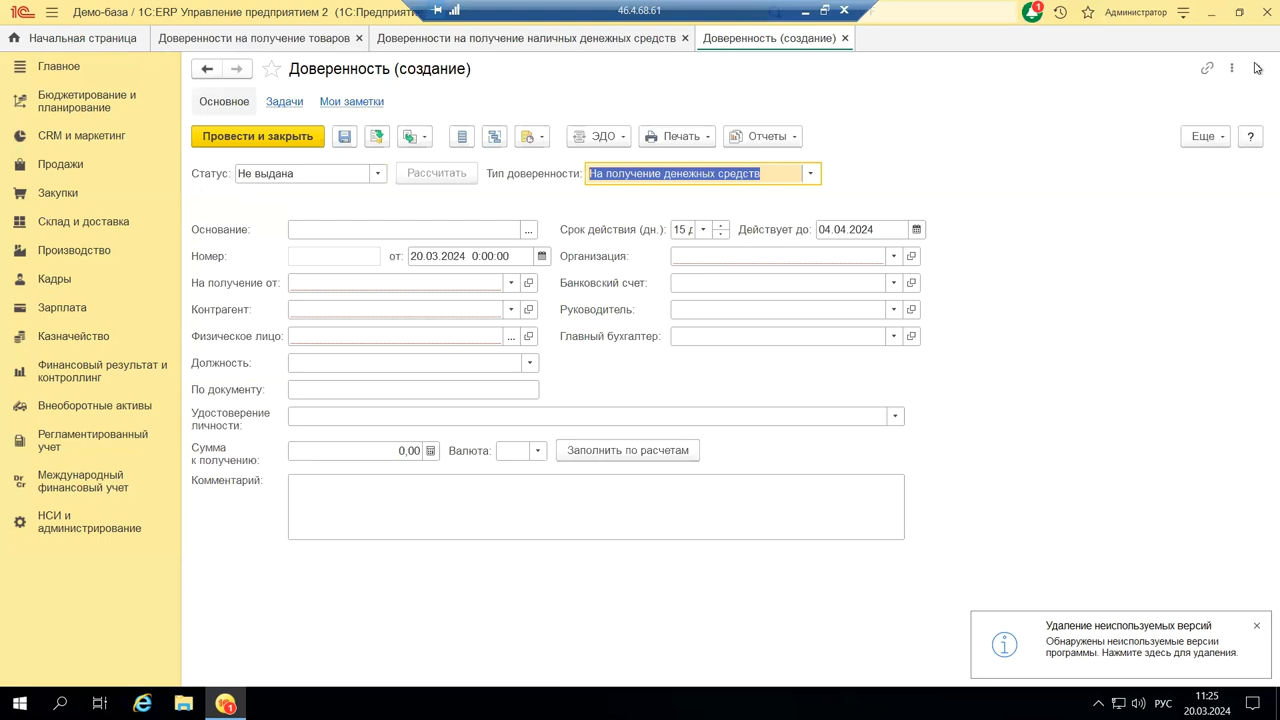 46.4.68.61
Демо-база / 1С:ERP Управление предприятием 2 (1С:Предприятие
1
Администратор
Начальная страница
Доверенности на получение товаров
Доверенности на получение наличных денежных средств
Доверенность (создание)
Главное
Бюджетирование и
планирование
CRM и маркетинг
Продажи
Закупки
Склад и доставка
Производство
Кадры
Зарплата
Казначейство
Финансовый результат и
контроллинг
Внеоборотные активы
Регламентированный
учет
Международный
финансовый учет
НСИ и
администрирование
Доверенность (создание)
Основное Задачи Мои заметки
Провести и закрыть ЭДО Печать Отчеты Еще ?
Статус: Не выдана Рассчитать Тип доверенности: На получение денежных средств
Основание: ... Срок действия (дн.): 15 Действует до: 04.04.2024
Номер: от: 20.03.2024 0:00:00 Организация:
На получение от: Банковский счет:
Контрагент: Руководитель:
Физическое лицо: ... Главный бухгалтер:
Должность:
По документу:
Удостоверение
личности:
Сумма
к получению: 0,00 Валюта: Заполнить по расчетам
Комментарий:
Удаление неиспользуемых версий
Обнаружены неиспользуемые версии
программы. Нажмите здесь для удаления.
1
РУС
11:25
20.03.2024